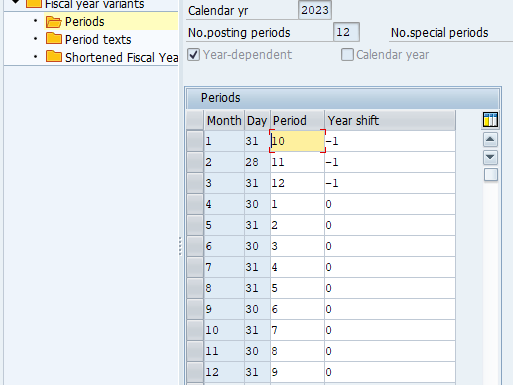 Fiscal year variants
Periods
Period texts
Shortened Fiscal Yea
Calendar yr 2023
No.posting periods 12 No.special periods
Year-dependent Calendar year
Periods
Month Day Period Year shift
1 31 10 -1
2 28 11 -1
3 31 12 -1
4 30 1 0
5 31 2 0
6 30 3 0
7 31 4 0
8 31 5 0
9 30 6 0
10 31 7 0
11 30 8 0
12 31 9 0